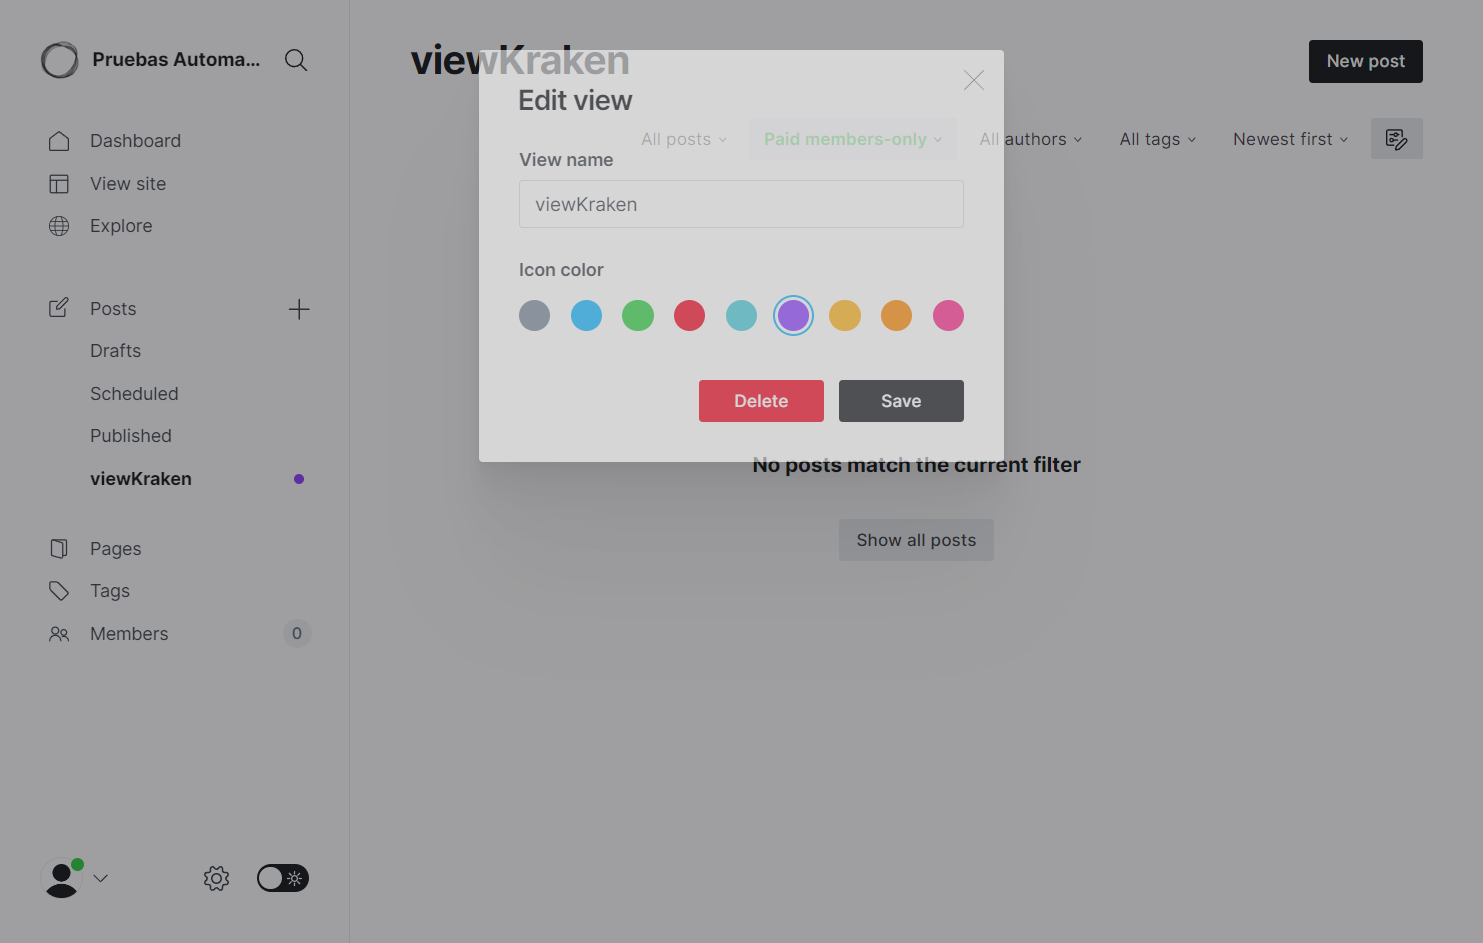 Pruebas Automa...
Dashboard
View site
Explore
Posts
Drafts
Scheduled
Published
viewKraken
Pages
Tags
Members
0
viewKraken
New post
All posts
Paid members-only
All authors
All tags
Newest first
Edit view
View name
viewKraken
Icon color
Delete
Save
No posts match the current filter
Show all posts